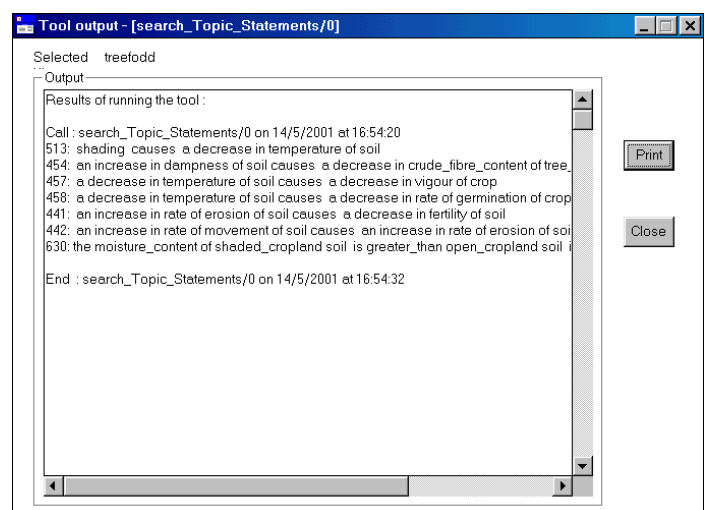 Tool output - [search_Topic_Statements/0]
Selected treefodd
Output
Results of running the tool :
Call : search_Topic_Statements/0 on 14/5/2001 at 16:54:20
513: shading causes a decrease in temperature of soil
454: an increase in dampness of soil causes a decrease in crude_fibre_content of tree_
457: a decrease in temperature of soil causes a decrease in vigour of crop
458: a decrease in temperature of soil causes a decrease in rate of germination of crop
441: an increase in rate of erosion of soil causes a decrease in fertility of soil
442: an increase in rate of movement of soil causes an increase in rate of erosion of soi
630: the moisture_content of shaded_cropland soil is greater_than open_cropland soil i
End : search_Topic_Statements/0 on 14/5/2001 at 16:54:32
Print
Close